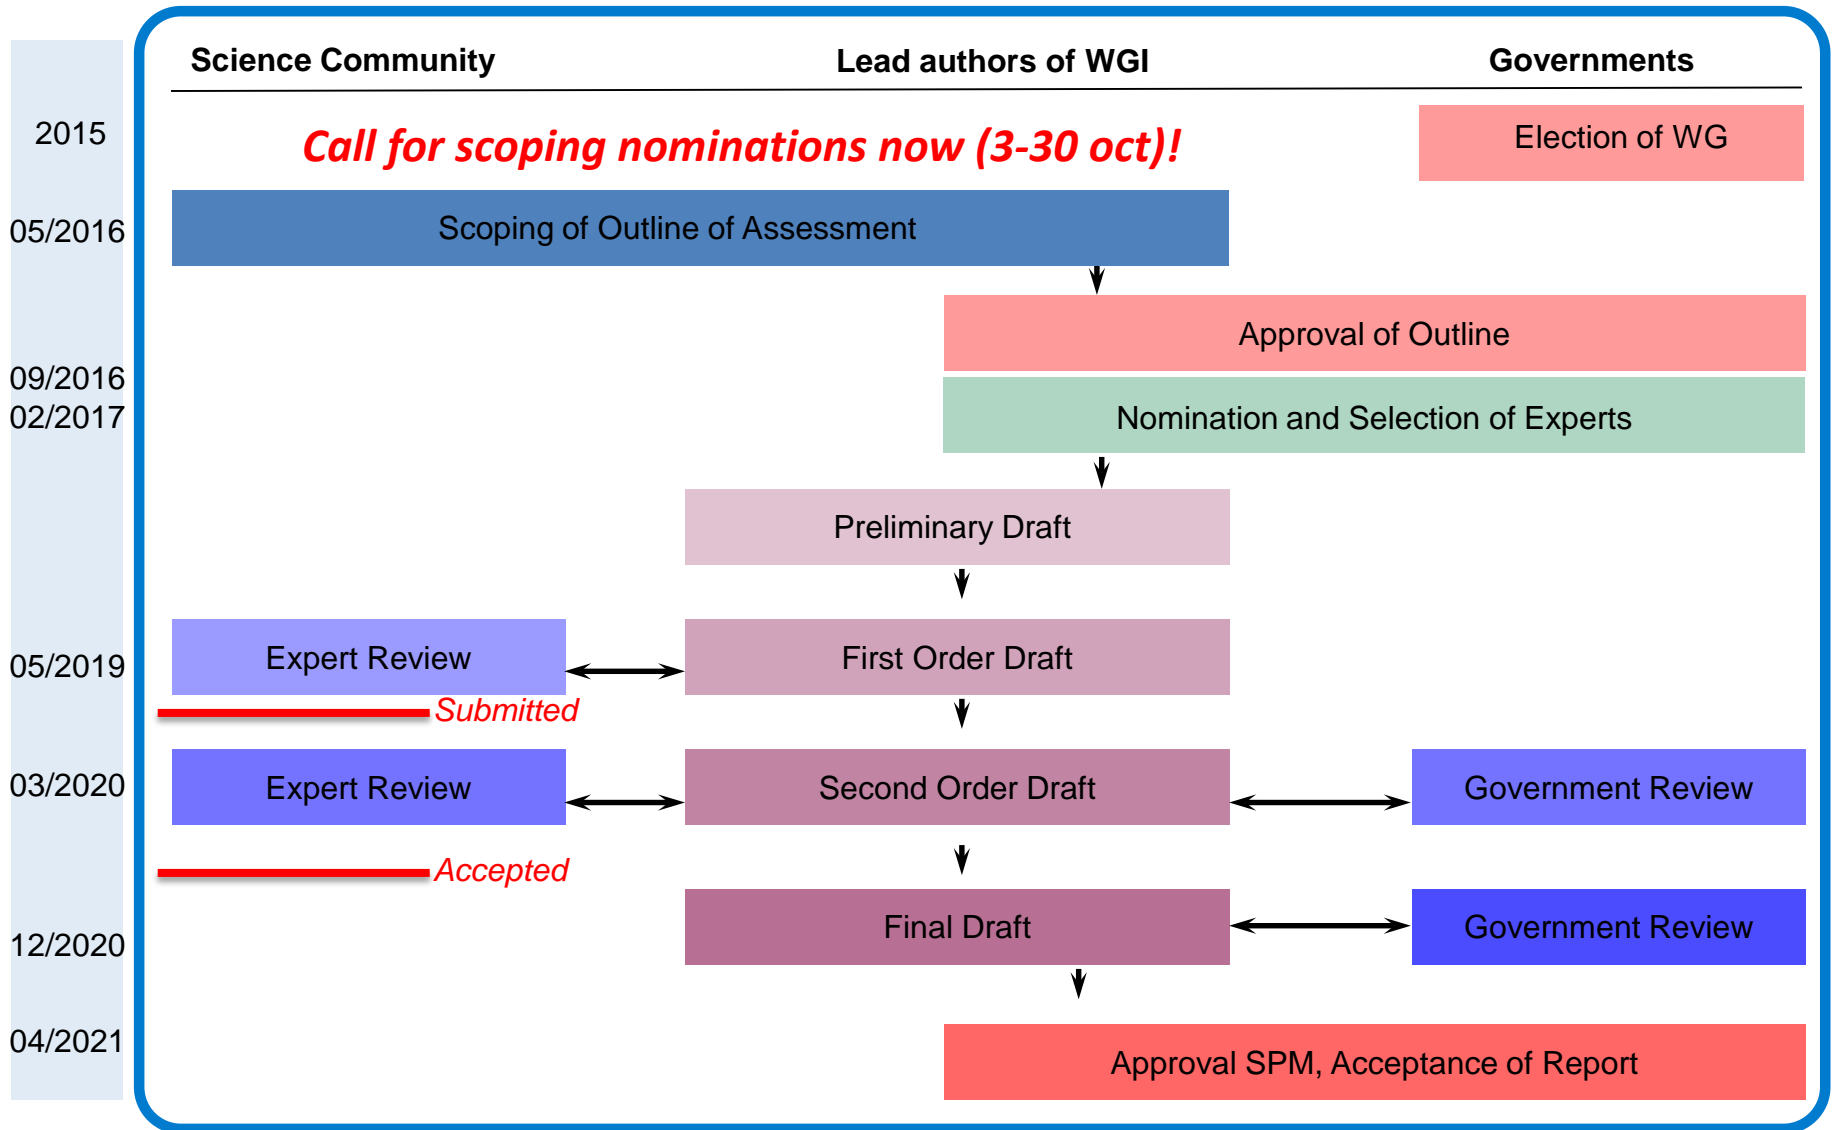 Science Community
Lead authors of WGI
Governments
2015
Call for scoping nominations now (3-30 oct)!
Election of WG
05/2016
Scoping of Outline of Assessment
Approval of Outline
09/2016
02/2017
Nomination and Selection of Experts
Preliminary Draft
05/2019
Expert Review
First Order Draft
Submitted
03/2020
Expert Review
Second Order Draft
Government Review
Accepted
12/2020
Final Draft
Government Review
04/2021
Approval SPM, Acceptance of Report